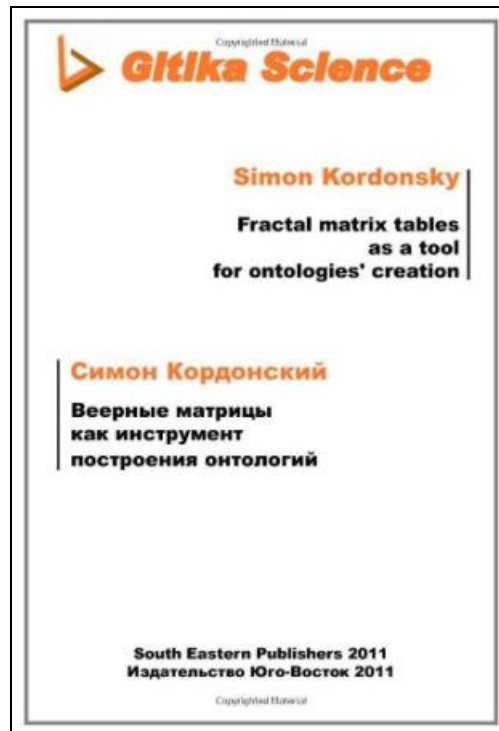 Copyrighted Material
Gitika Science
Simon Kordonsky
Fractal matrix tables
as a tool
for ontologies' creation
Симон Кордонский
Веерные матрицы
как инструмент
построения онтологий
South Eastern Publishers 2011
Издательство Юго-Восток 2011
Copyrighted Material